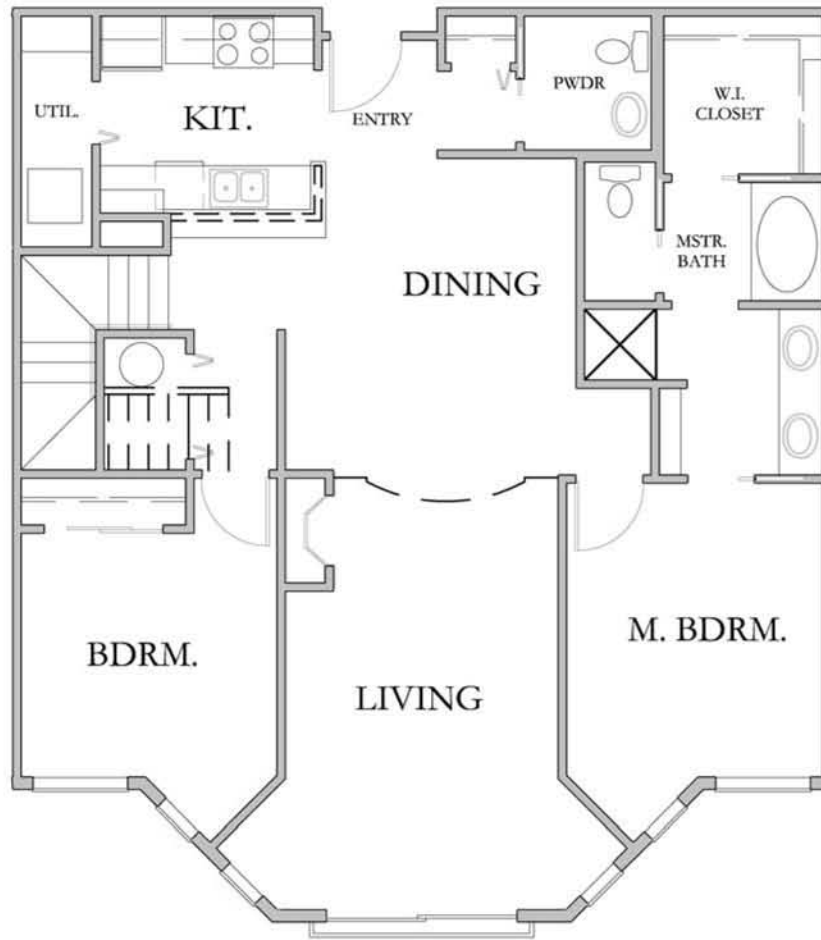 UTIL.
KIT.
ENTRY
PWDR
W.I.
CLOSET
MSTR.
BATH
DINING
BDRM.
LIVING
M. BDRM.